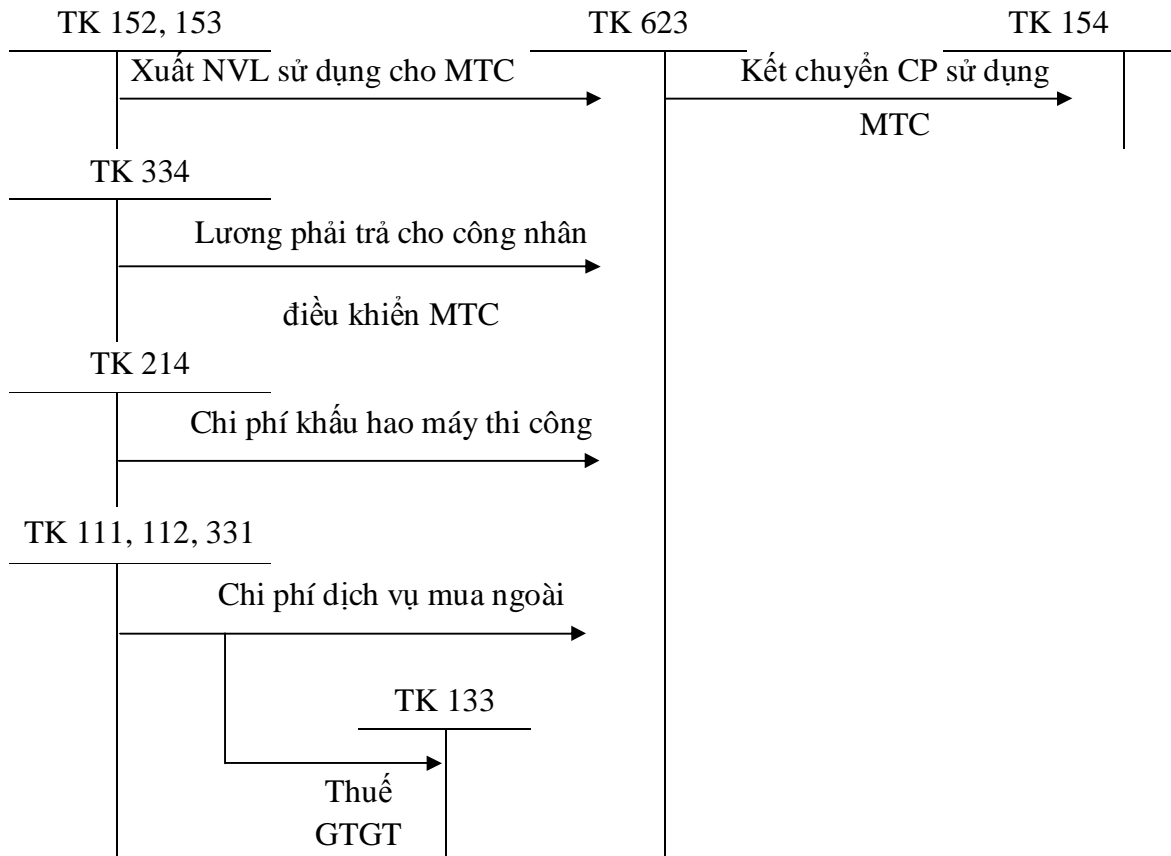 TK 152, 153
TK 623
TK 154
Xuất NVL sử dụng cho MTC
Kết chuyển CP sử dụng
MTC
TK 334
Lương phải trả cho công nhân
điều khiển MTC
TK 214
Chi phí khấu hao máy thi công
TK 111, 112, 331
Chi phí dịch vụ mua ngoài
TK 133
Thuế
GTGT